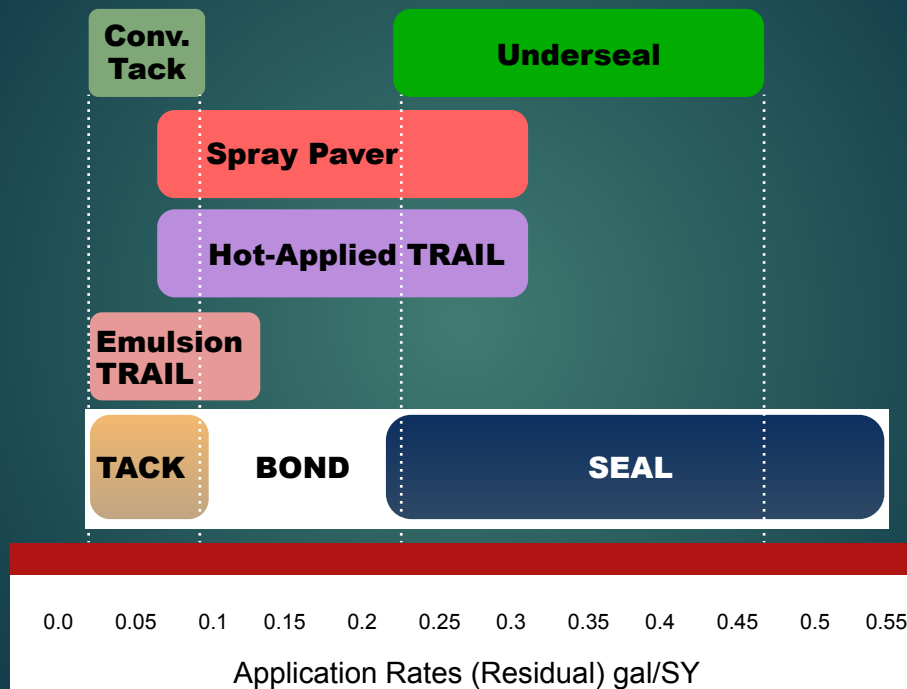 Conv.
Tack
Underseal
Spray Paver
Hot-Applied TRAIL
Emulsion
TRAIL
TACK
BOND
SEAL
0.0 0.05 0.1 0.15 0.2 0.25 0.3 0.35 0.4 0.45 0.5 0.55
Application Rates (Residual) gal/SY